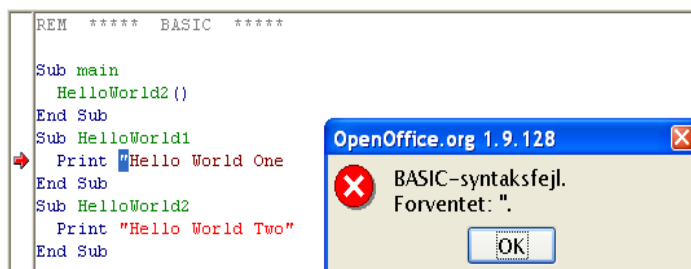 REM ***** BASIC *****
Sub main
HelloWorld2()
End Sub
Sub HelloWorld1
Print "Hello World One
End Sub
Sub HelloWorld2
Print "Hello World Two"
End Sub
OpenOffice.org 1.9.128
BASIC-syntaksfejl.
Forventet: ".
OK